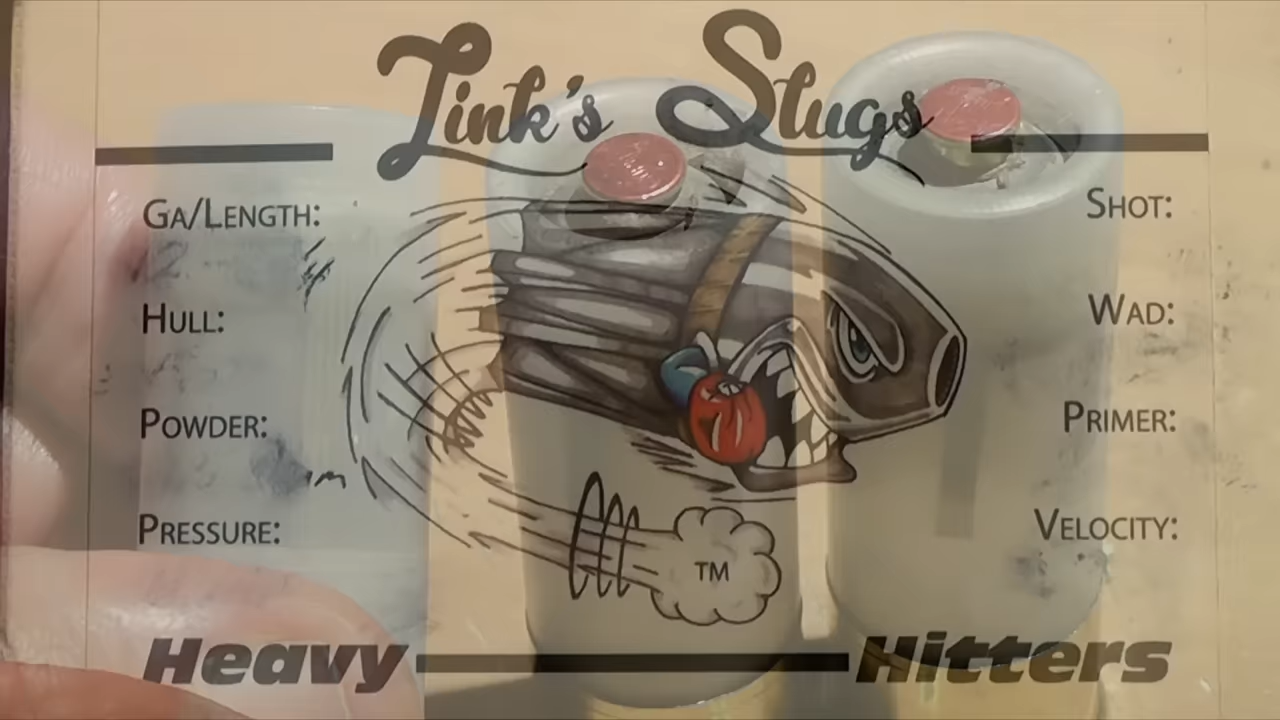 Link's Slugs
Ga/Length:
Shot:
Hull:
Wad:
Powder:
Primer:
Pressure:
Velocity:
TM
Heavy Hitters